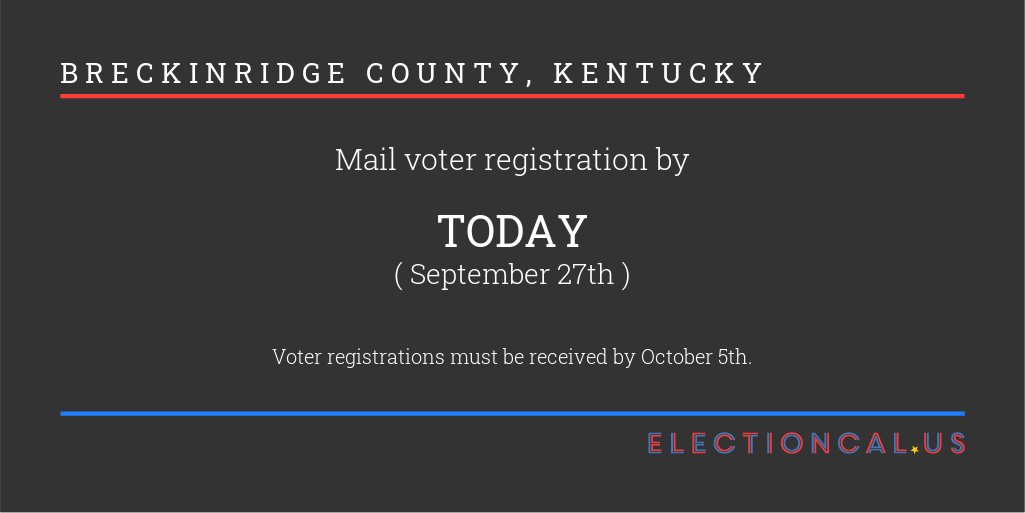 BRECKINRIDGE COUNTY, KENTUCKY
Mail voter registration by
TODAY
( September 27th )
Voter registrations must be received by October 5th.
ELECTIONCAL.US